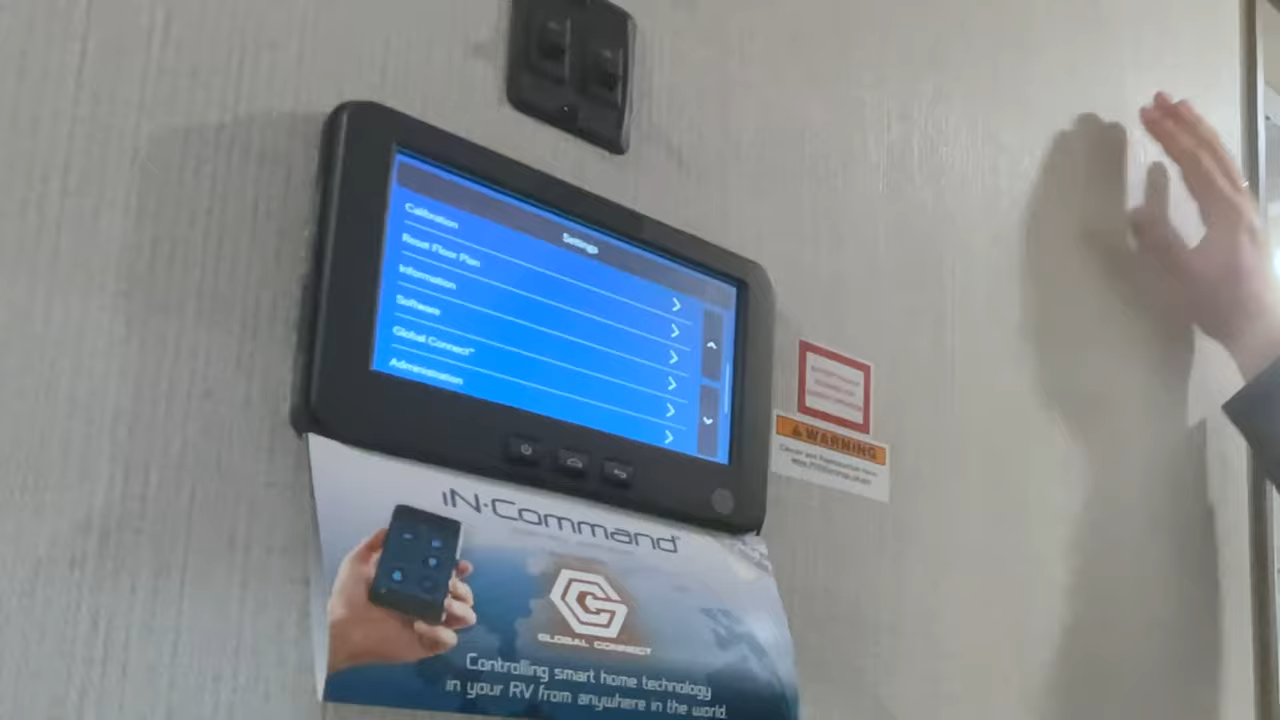 Settings
Calibration
Reset Floor Plan
Information
Software
Global Connect™
Administration
WARNING
iN·Command
GLOBAL CONNECT
Controlling smart home technology
in your RV from anywhere in the world.